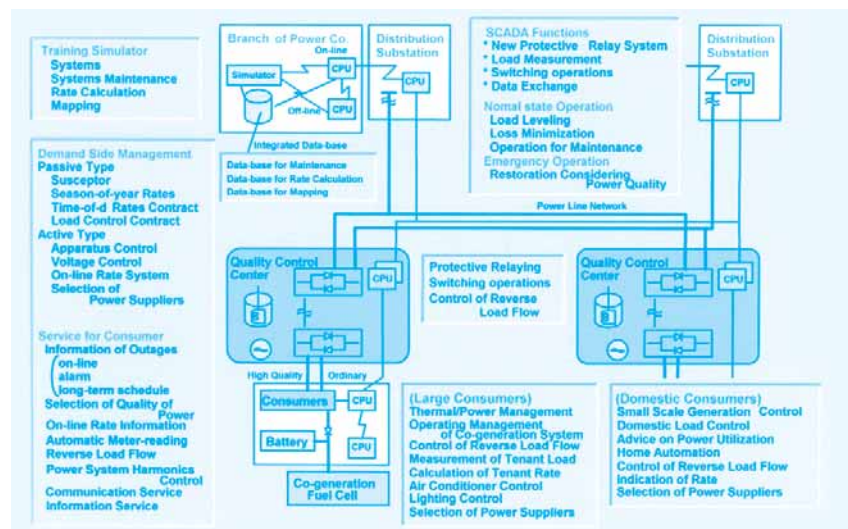 Training Simulator
Systems
Systems Maintenance
Rate Calculation
Mapping
Branch of Power Co.
On-line
Simulator
CPU
CPU
Off-line
Integrated Data-base
Data-base for Maintenance
Data-base for Rate Calculation
Data-base for Mapping
Distribution
Substation
CPU
SCADA Functions
* New Protective Relay System
* Load Measurement
* Switching operations
* Data Exchange
Nomal state Operation
Load Leveling
Loss Minimization
Operation for Maintenance
Emergency Operation
Restoration Considering
Power Quality
Distribution
Substation
CPU
Demand Side Management
Passive Type
Susceptor
Season-of-year Rates
Time-of-d Rates Contract
Load Control Contract
Active Type
Apparatus Control
Voltage Control
On-line Rate System
Selection of
Power Suppliers
Service for Consumer
Information of Outages
on-line
alarm
long-term schedule
Selection of Quality of
Power
On-line Rate Information
Automatic Meter-reading
Reverse Load Flow
Power System Harmonics
Control
Communication Service
Information Service
Power Line Network
Quality Control
Center
CPU
Protective Relaying
Switching operations
Control of Reverse
Load Flow
Quality Control
Center
CPU
High Quality
Ordinary
Consumers
CPU
Battery
CPU
Co-generation
Fuel Cell
(Large Consumers)
Thermal/Power Management
Operating Management
of Co-generation System
Control of Reverse Load Flow
Measurement of Tenant Load
Calculation of Tenant Rate
Air Conditioner Control
Lighting Control
Selection of Power Suppliers
(Domestic Consumers)
Small Scale Generation Control
Domestic Load Control
Advice on Power Utilization
Home Automation
Control of Reverse Load Flow
Indication of Rate
Selection of Power Suppliers